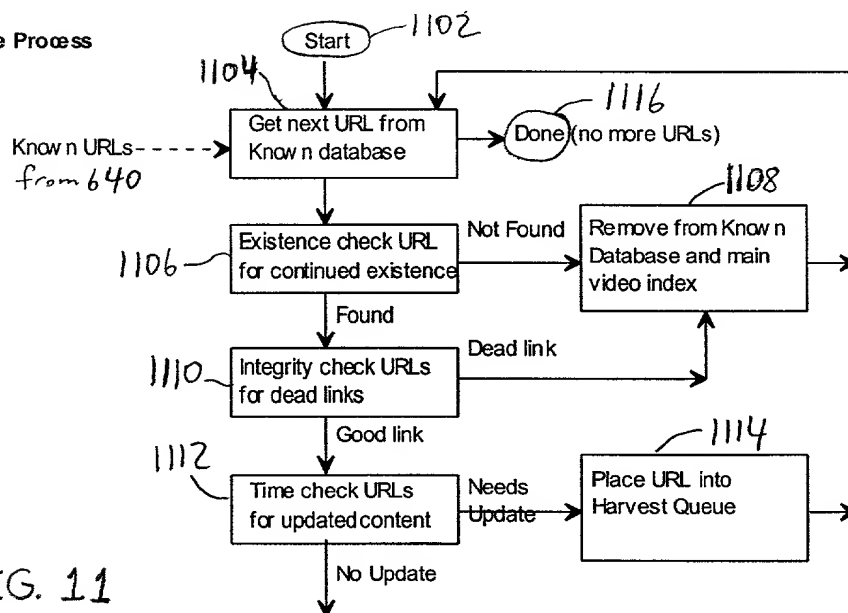 e Process
Start
1102
1104
1116
Get next URL from
Known database
Done (no more URLs)
Known URLs
from 640
1108
1106
Existence check URL
for continued existence
Not Found
Remove from Known
Database and main
video index
Found
1110
Integrity check URLs
for dead links
Dead link
Good link
1112
1114
Time check URLs
for updated content
Needs
Update
Place URL into
Harvest Queue
No Update
G. 11